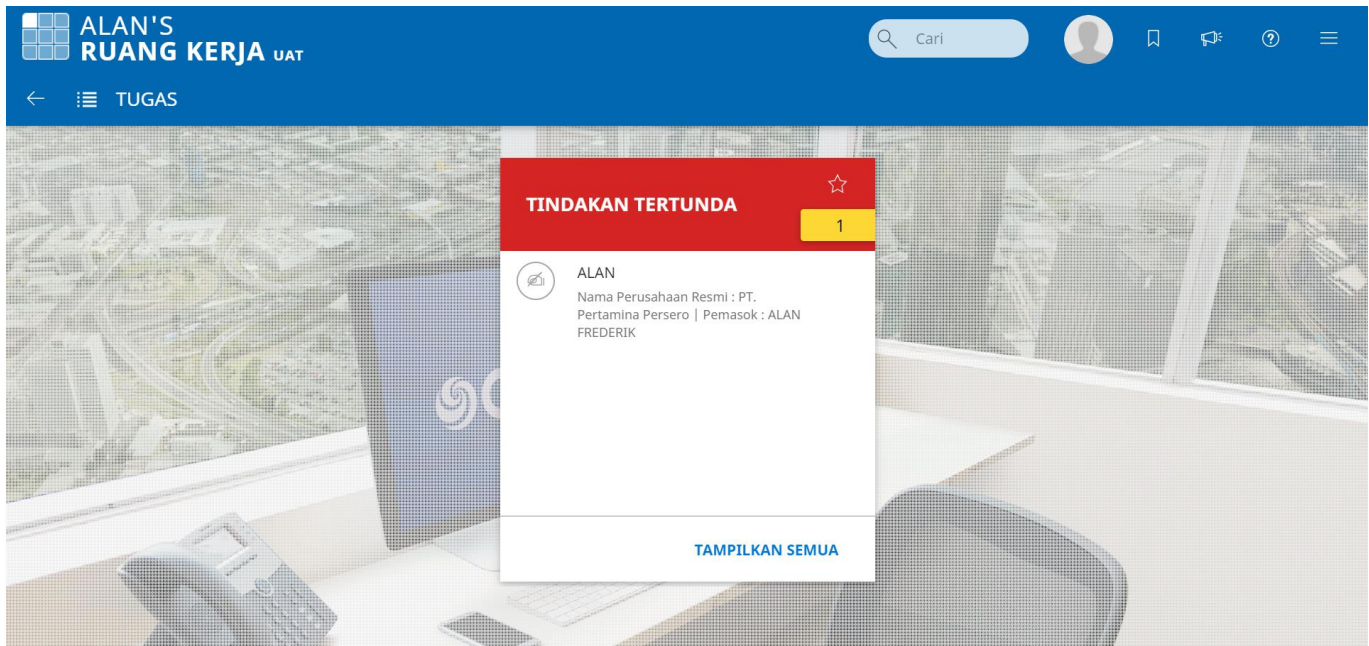 ALAN'S
RUANG KERJA UAT
Cari
TUGAS
TINDAKAN TERTUNDA
1
ALAN
Nama Perusahaan Resmi : PT.
Pertamina Persero | Pemasok : ALAN
FREDERIK
TAMPILKAN SEMUA